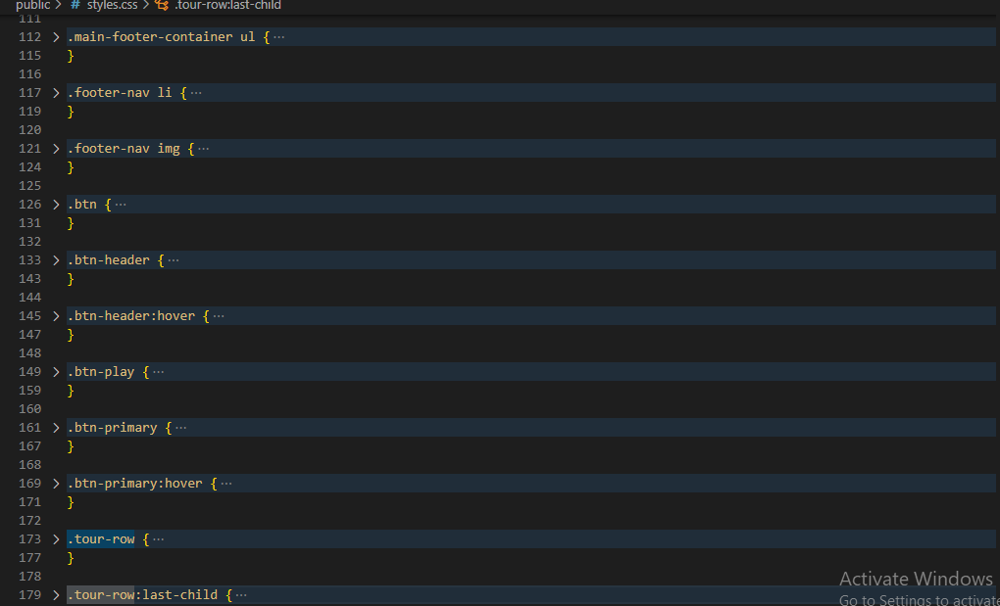 public > # styles.css > .tour-row:last-child
111
112 > .main-footer-container ul { ···
115 }
116
117 > .footer-nav li { ···
119 }
120
121 > .footer-nav img { ···
124 }
125
126 > .btn { ···
131 }
132
133 > .btn-header { ···
143 }
144
145 > .btn-header:hover { ···
147 }
148
149 > .btn-play { ···
159 }
160
161 > .btn-primary { ···
167 }
168
169 > .btn-primary:hover { ···
171 }
172
173 > .tour-row { ···
177 }
178
179 > .tour-row:last-child { ···
Activate Windows
Go to Settings to activate